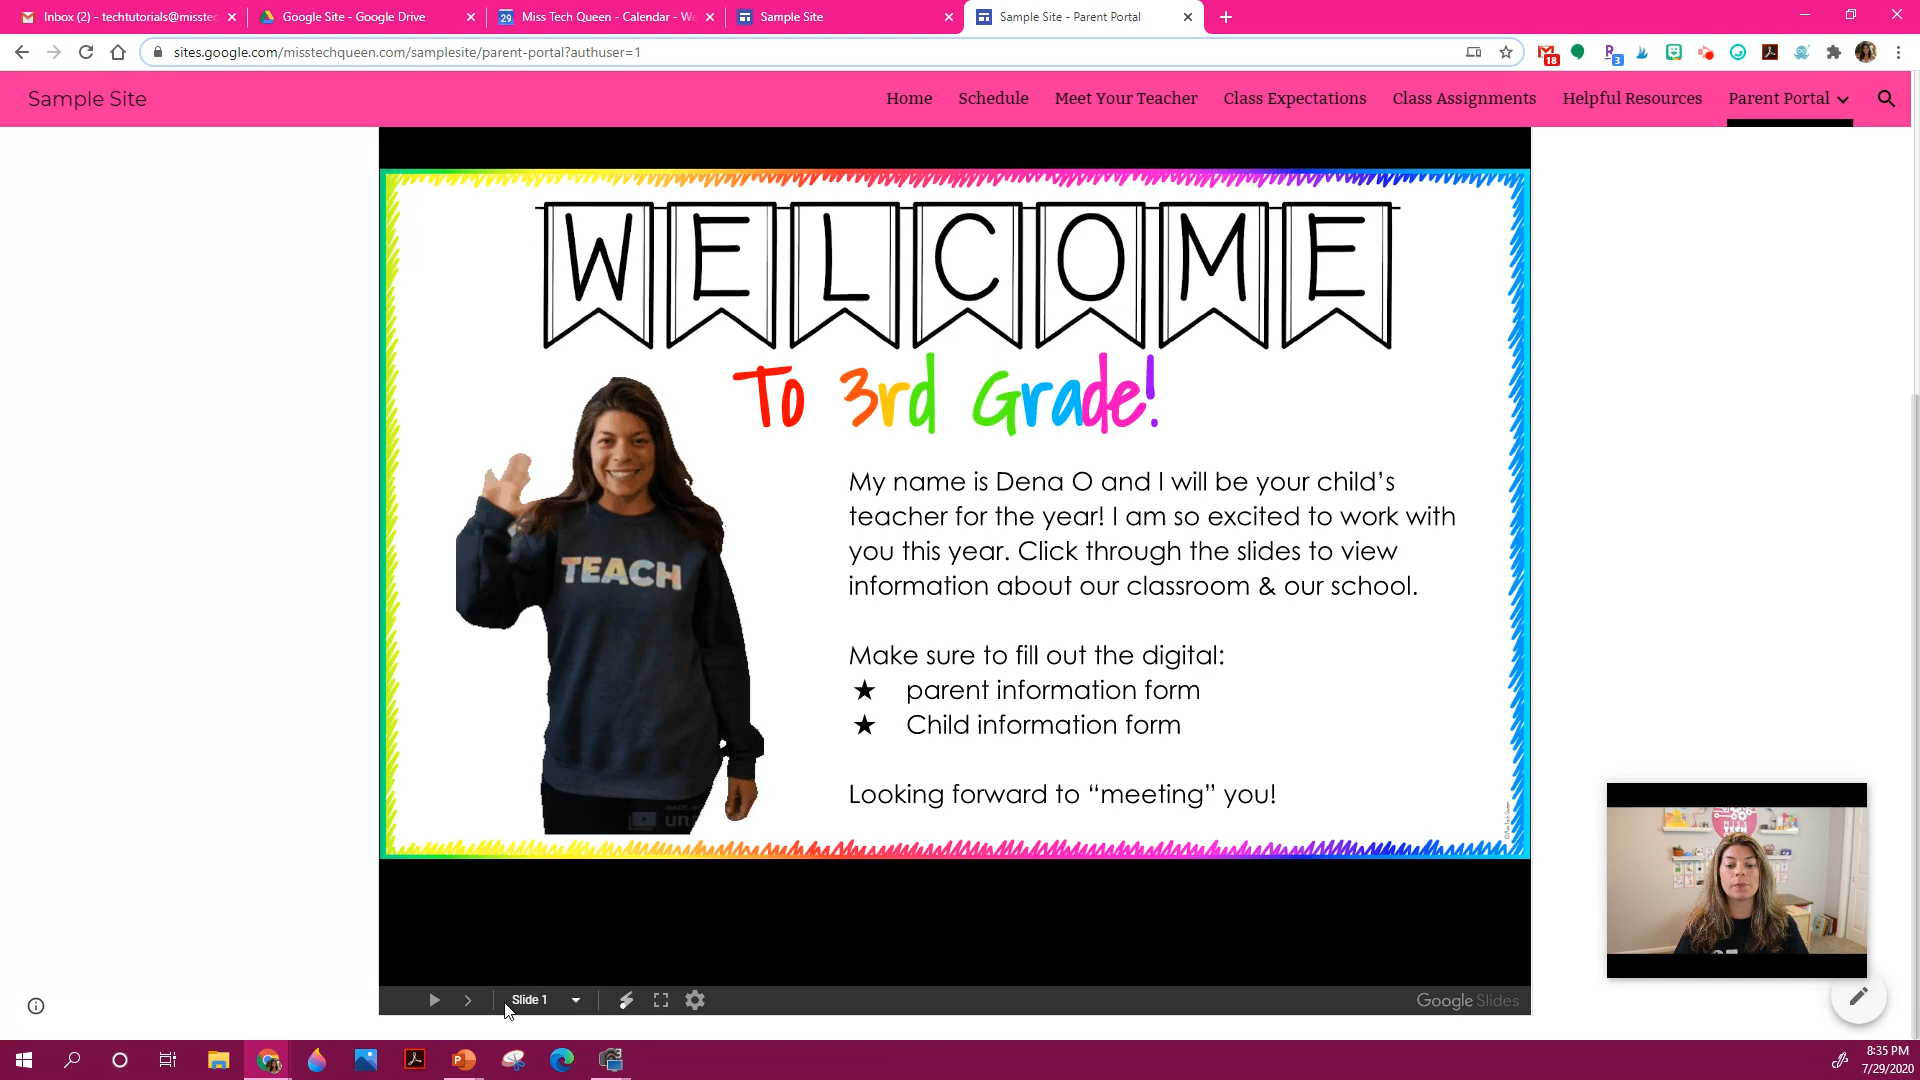 Inbox (2) - techtutorials@misstec
Google Site - Google Drive
Miss Tech Queen - Calendar - We
Sample Site
Sample Site - Parent Portal
sites.google.com/misstechqueen.com/samplesite/parent-portal?authuser=1
18
3
Sample Site
Home
Schedule
Meet Your Teacher
Class Expectations
Class Assignments
Helpful Resources
Parent Portal
WELCOME
To 3rd Grade!
My name is Dena O and I will be your child’s
teacher for the year! I am so excited to work with
you this year. Click through the slides to view
information about our classroom & our school.
TEACH
Make sure to fill out the digital:
★ parent information form
★ Child information form
Looking forward to “meeting” you!
Slide 1
Google Slides
8:35 PM
7/29/2020